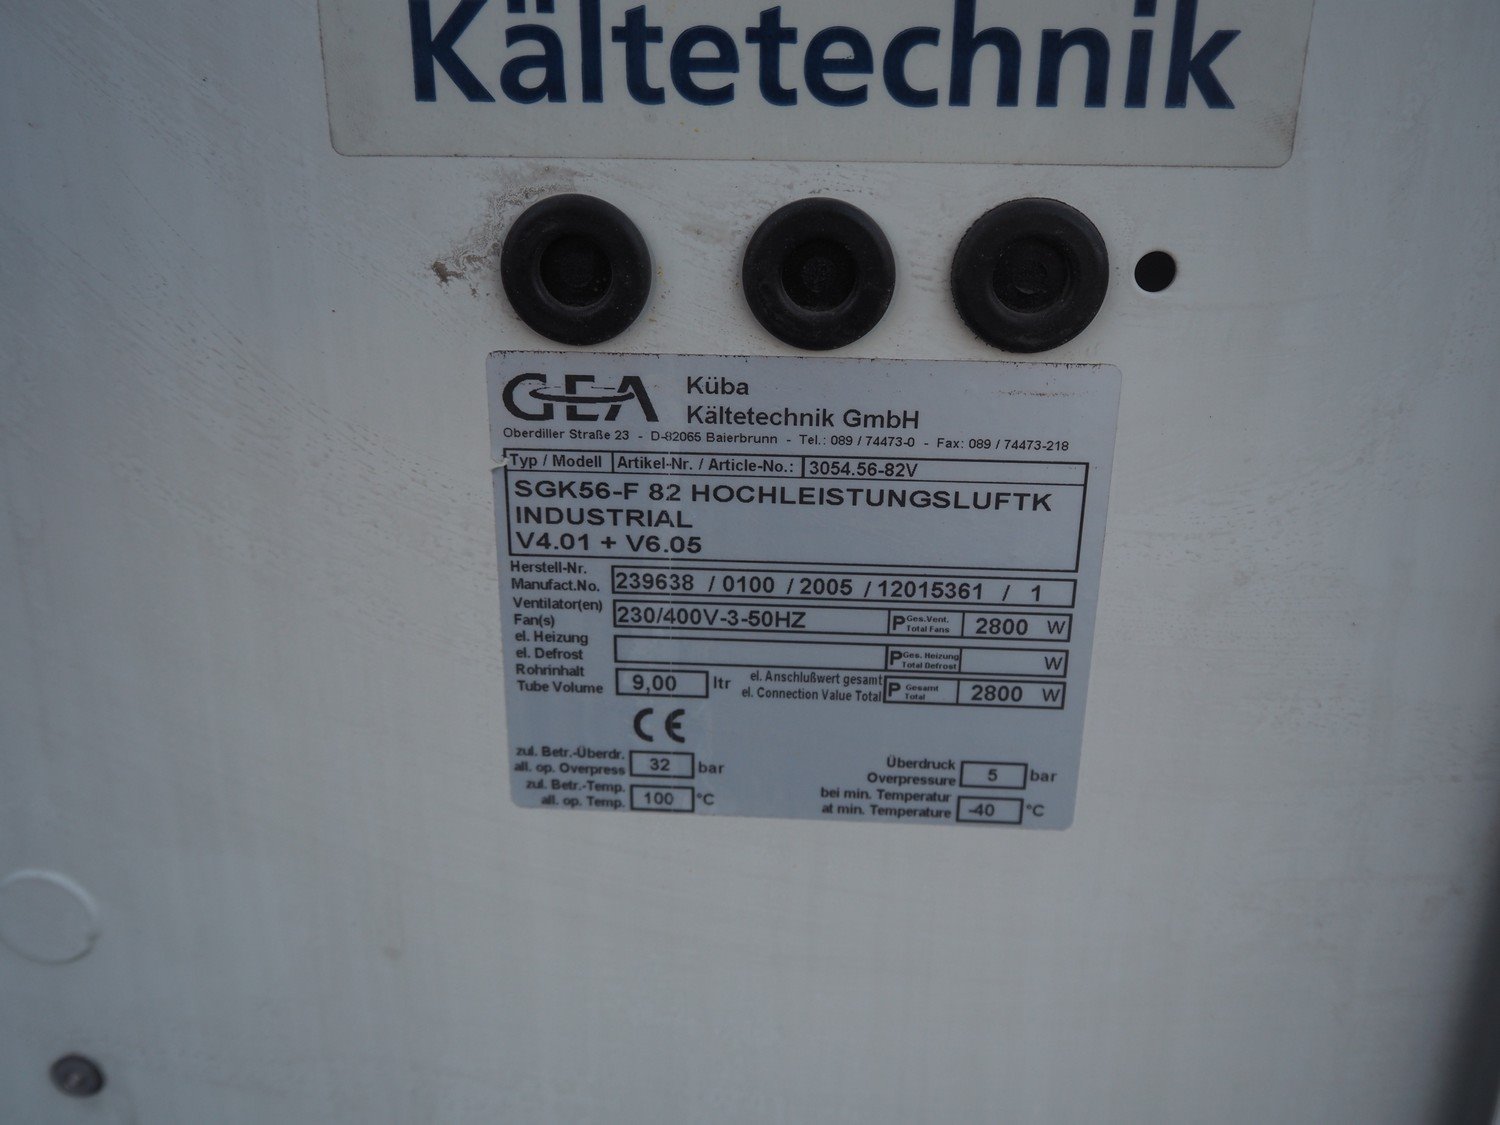 Kältetechnik
GEA Küba
Kältetechnik GmbH
Oberdiller Straße 23 - D-82065 Baierbrunn - Tel.: 089 / 74473-0 - Fax: 089 / 74473-218
Typ / Modell Artikel-Nr. / Article-No.: 3054.56-82V
SGK56-F 82 HOCHLEISTUNGSLUFTK
INDUSTRIAL
V4.01 + V6.05
Herstell-Nr.
Manufact.No. 239638 / 0100 / 2005 / 12015361 / 1
Ventilator(en)
Fan(s) 230/400V-3-50HZ P Ges.Vent. Total Fans 2800 W
el. Heizung
el. Defrost P Ges. Heizung Total Defrost W
Rohrinhalt
Tube Volume 9,00 ltr
el. Anschlußwert gesamt
el. Connection Value Total P Gesamt Total 2800 W
CE
zul. Betr.-Überdr.
all. op. Overpress 32 bar
zul. Betr.-Temp.
all. op. Temp. 100 °C
Überdruck
Overpressure 5 bar
bei min. Temperatur
at min. Temperature -40 °C